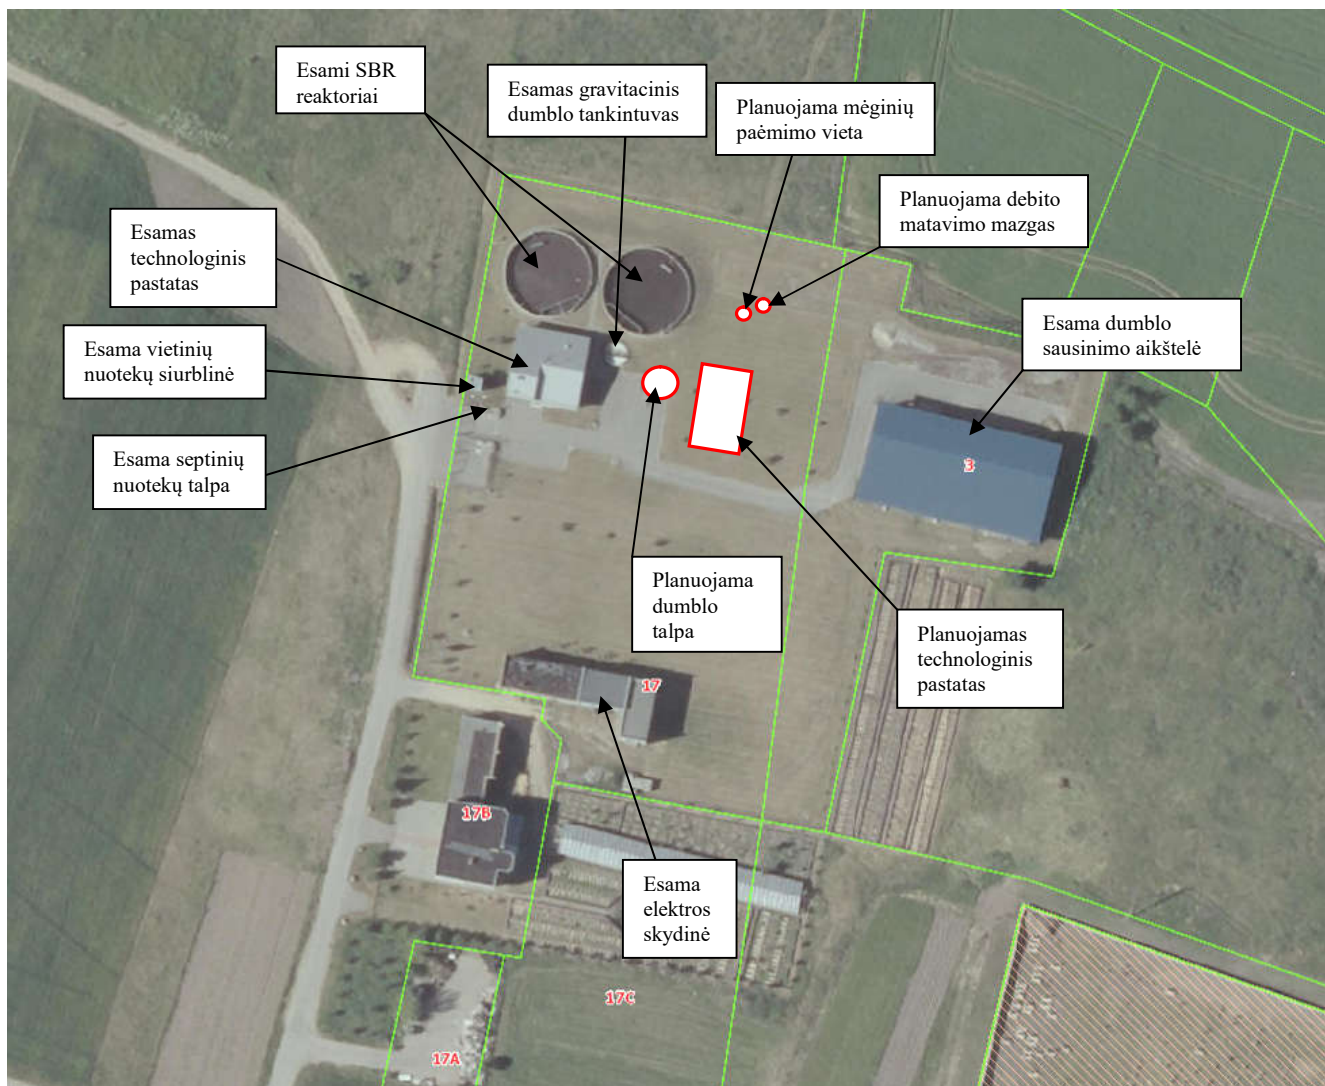 Esami SBR
reaktoriai
Esamas gravitacinis
dumblo tankintuvas
Planuojama mėginių
paėmimo vieta
Planuojama debito
matavimo mazgas
Esamas
technologinis
pastatas
Esama dumblo
sausinimo aikštelė
Esama vietinių
nuotekų siurblinė
Esama septinių
nuotekų talpa
3
Planuojama
dumblo
talpa
Planuojamas
technologinis
pastatas
17
17B
Esama
elektros
skydinė
17C
17A